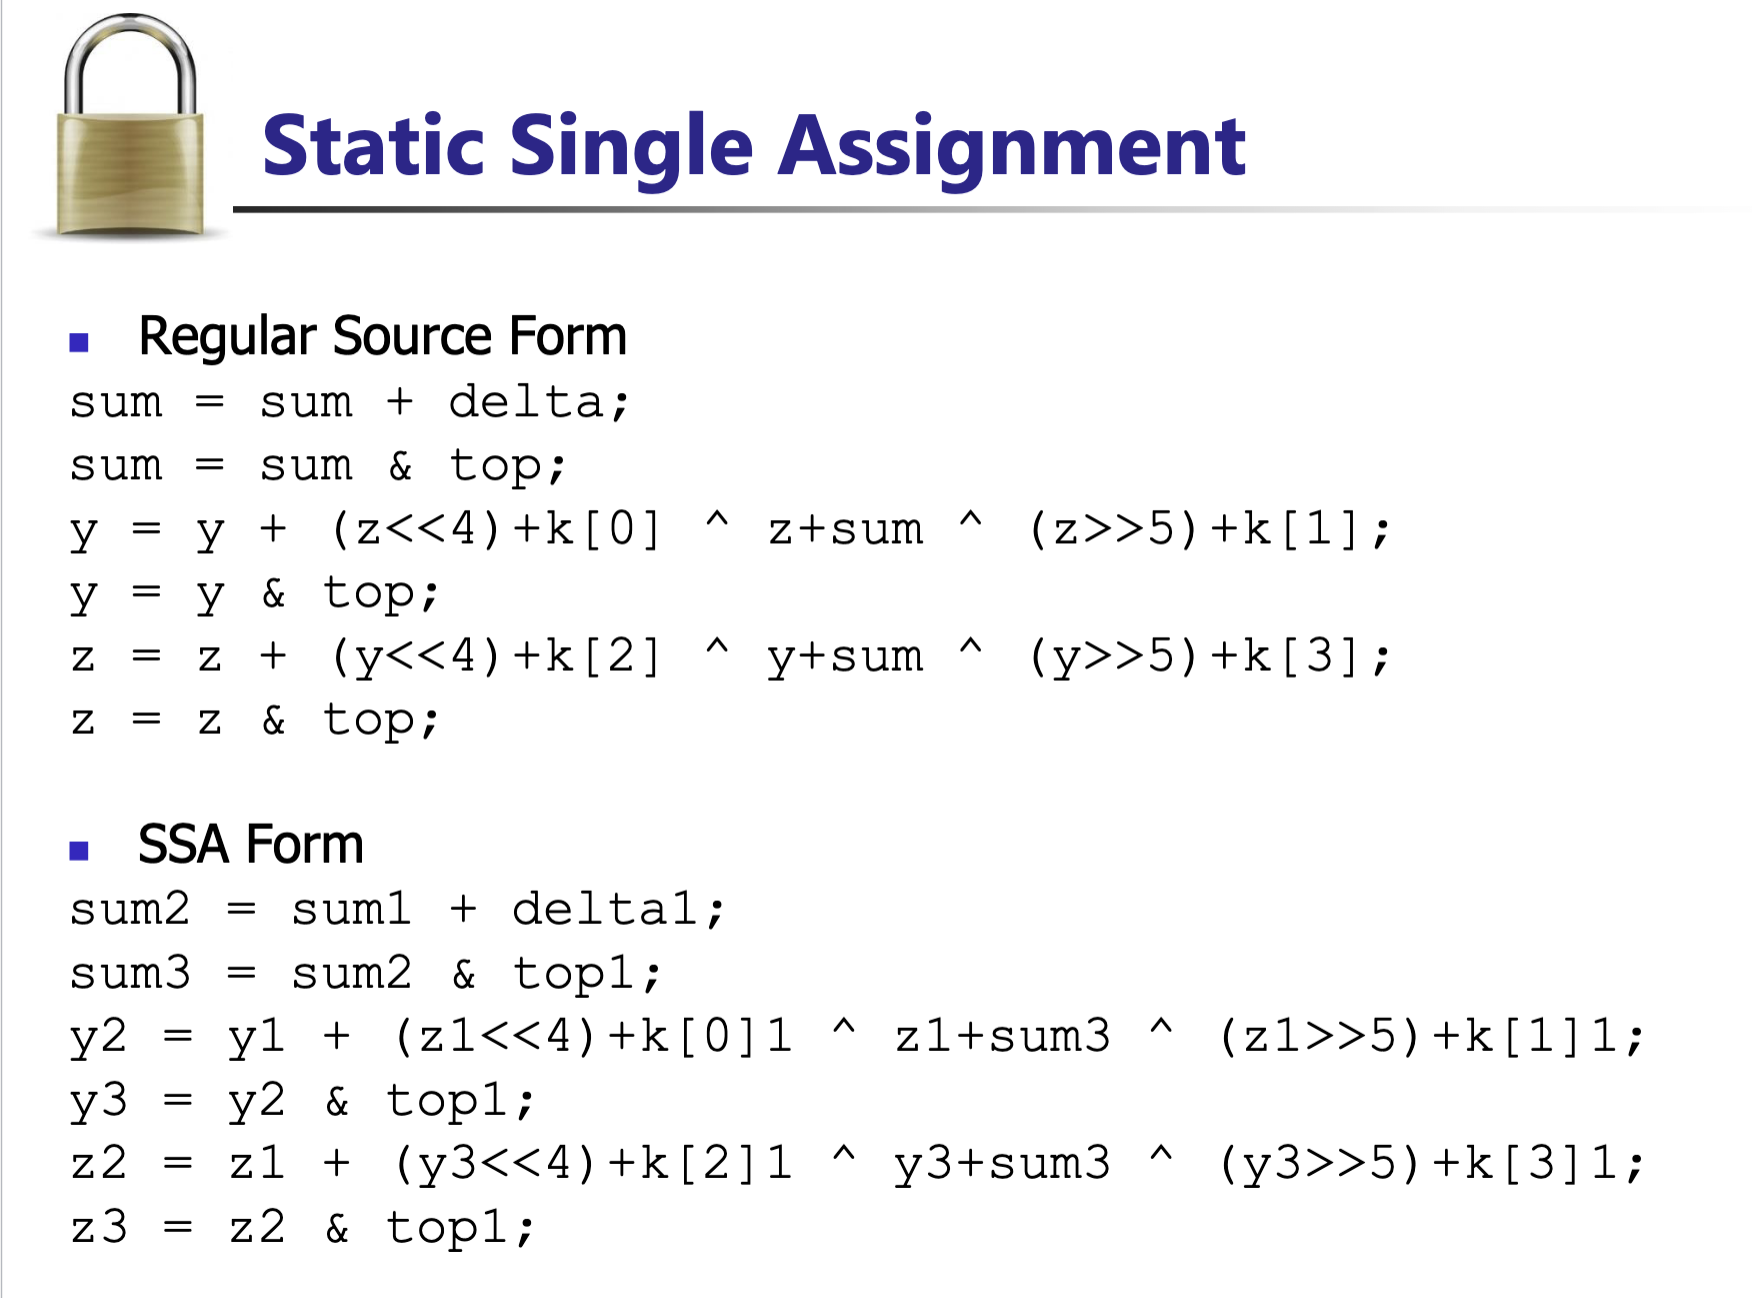 Static Single Assignment
Regular Source Form
sum = sum + delta;
sum = sum & top;
y = y + (z<<4)+k[0] ^ z+sum ^ (z>>5)+k[1];
y = y & top;
z = z + (y<<4)+k[2] ^ y+sum ^ (y>>5)+k[3];
z = z & top;
SSA Form
sum2 = sum1 + delta1;
sum3 = sum2 & top1;
y2 = y1 + (z1<<4)+k[0]1 ^ z1+sum3 ^ (z1>>5)+k[1]1;
y3 = y2 & top1;
z2 = z1 + (y3<<4)+k[2]1 ^ y3+sum3 ^ (y3>>5)+k[3]1;
z3 = z2 & top1;